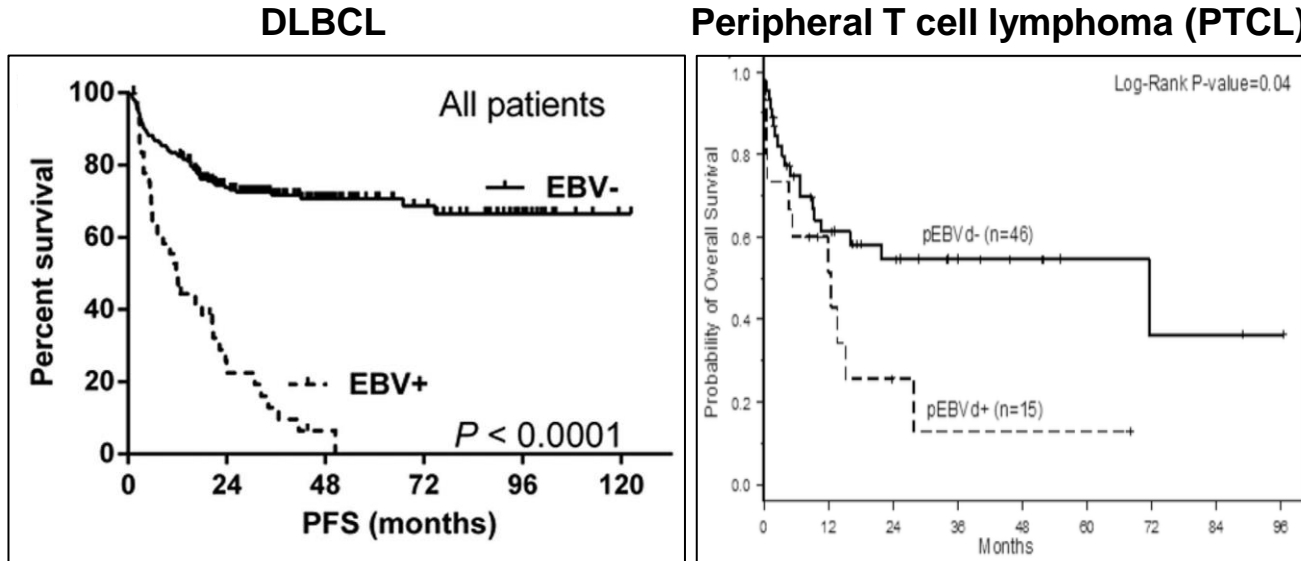 DLBCL
Peripheral T cell lymphoma (PTCL)
Percent survival
100
80
60
40
20
0
All patients
EBV-
EBV+
P < 0.0001
0 24 48 72 96 120
PFS (months)
Probability of Overall Survival
1.0
0.8
0.6
0.4
0.2
0.0
Log-Rank P-value=0.04
pEBVd- (n=46)
pEBVd+ (n=15)
0 12 24 36 48 60 72 84 96
Months